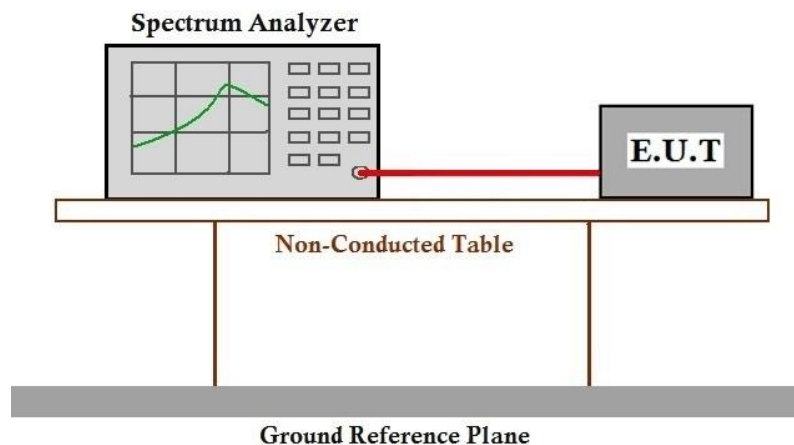 Spectrum Analyzer
E.U.T
Non-Conducted Table
Ground Reference Plane